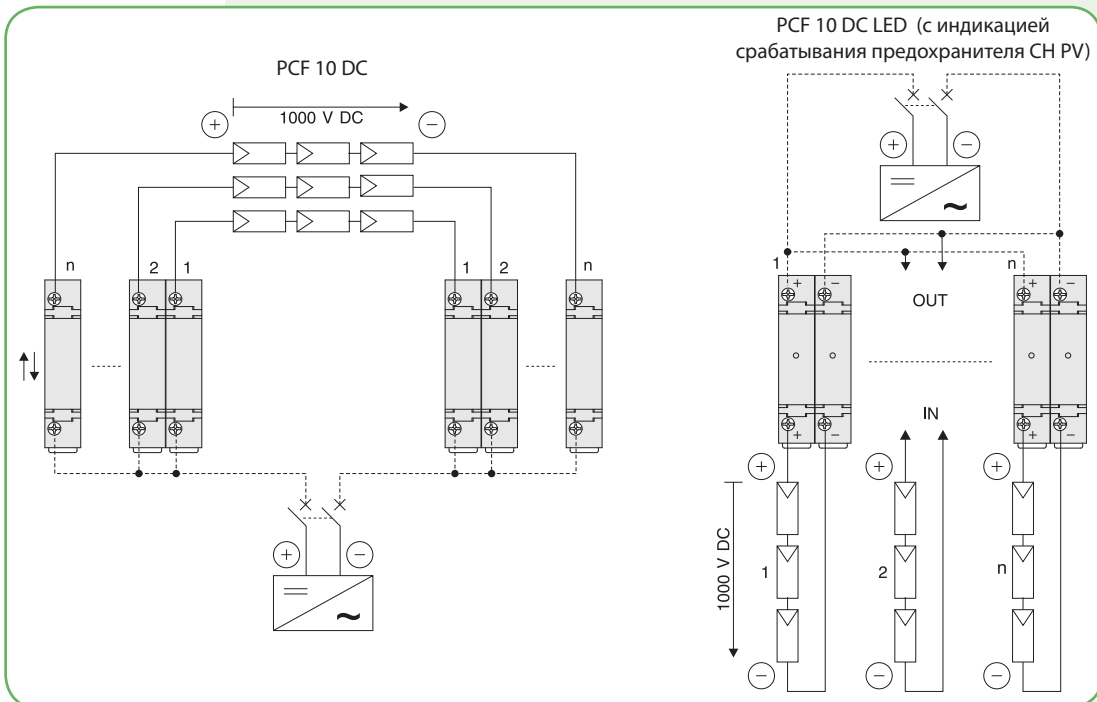 PCF 10 DC
1000 V DC
+ −
n 2 1 1 2 n
+ −
~
PCF 10 DC LED (с индикацией
срабатывания предохранителя CH PV)
+ −
~
1 n
+ − + −
OUT
IN
+ − + −
+ + +
1000 V DC
1 2 n
− − −